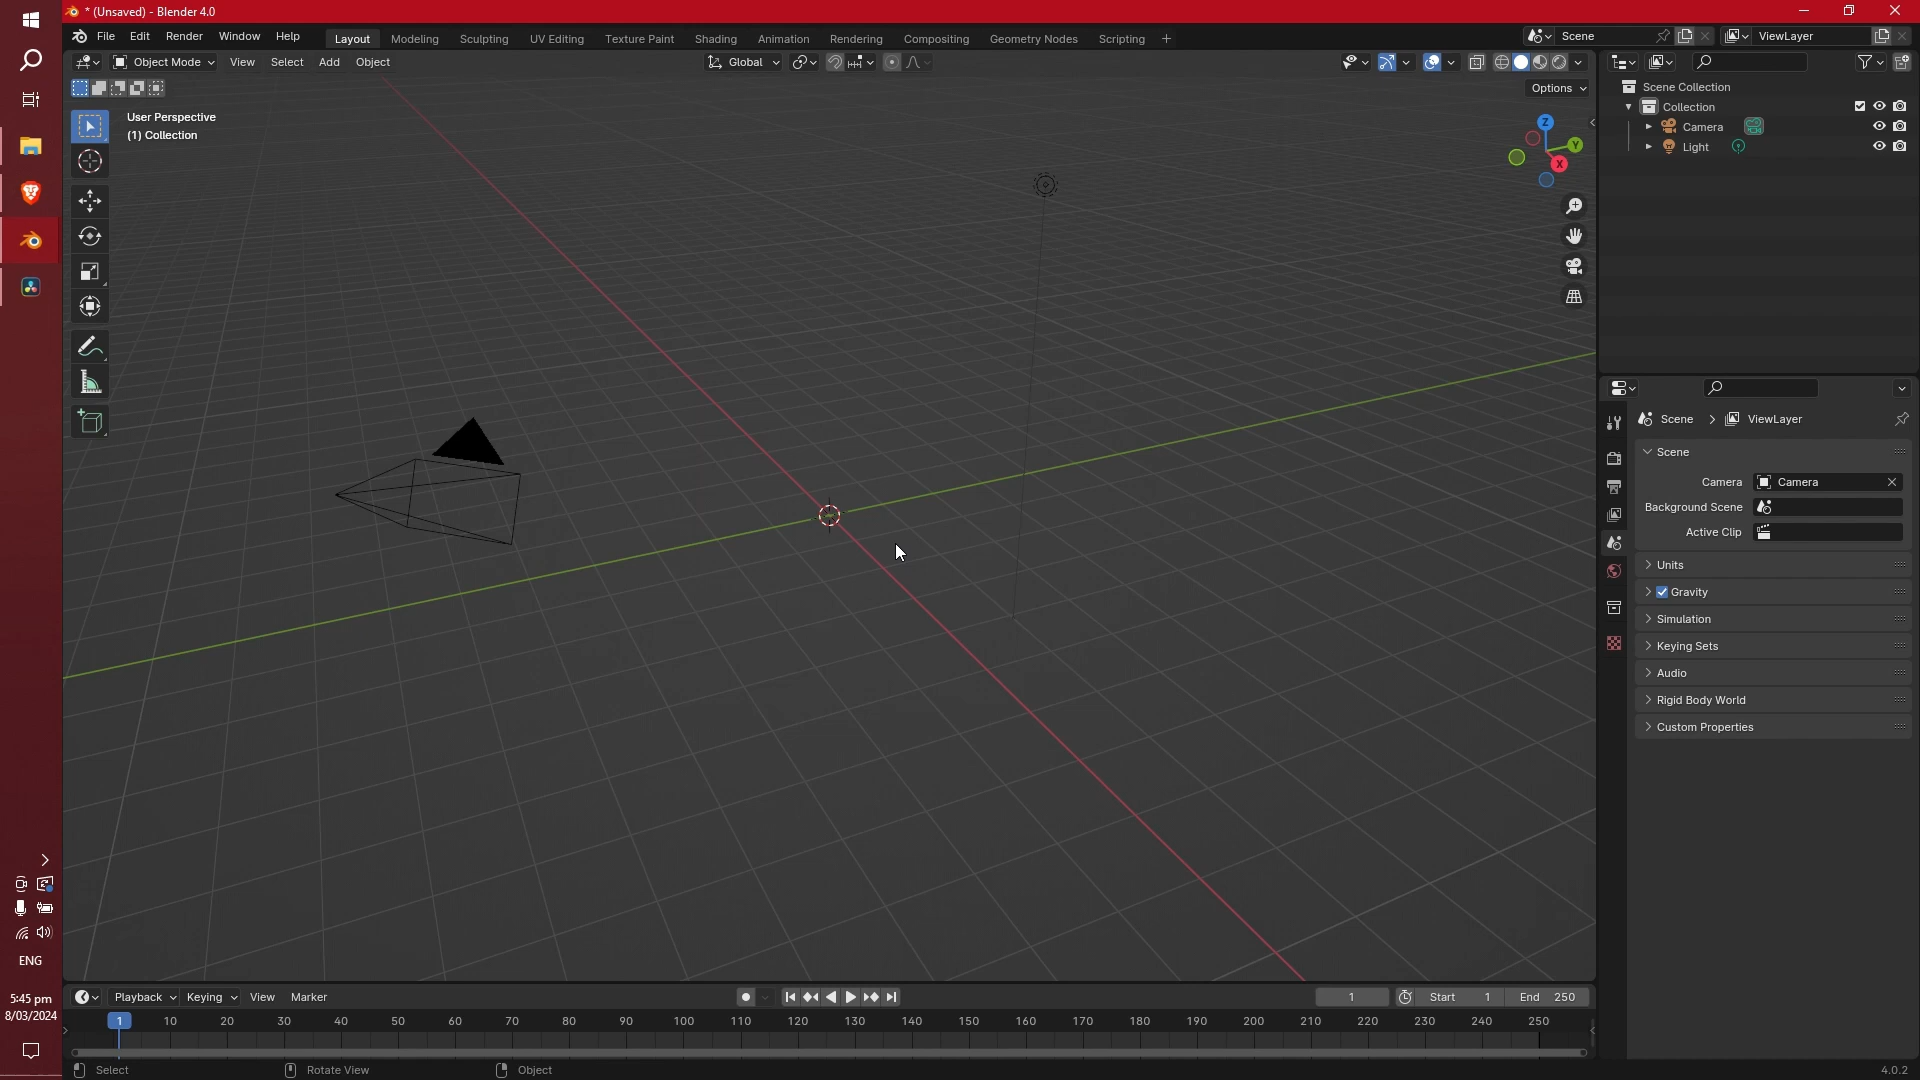 * (Unsaved) - Blender 4.0
File Edit Render Window Help
Layout Modeling Sculpting UV Editing Texture Paint Shading Animation Rendering Compositing Geometry Nodes Scripting +
Scene
ViewLayer
Object Mode View Select Add Object
Global
Options
User Perspective
(1) Collection
Z
Y
X
Scene Collection
Collection
Camera
Light
Scene > ViewLayer
Scene
Camera Camera
Background Scene
Active Clip
Units
Gravity
Simulation
Keying Sets
Audio
Rigid Body World
Custom Properties
ENG
5:45 pm
8/03/2024
Playback Keying View Marker
1 Start 1 End 250
1 10 20 30 40 50 60 70 80 90 100 110 120 130 140 150 160 170 180 190 200 210 220 230 240 250
Select Rotate View Object
4.0.2